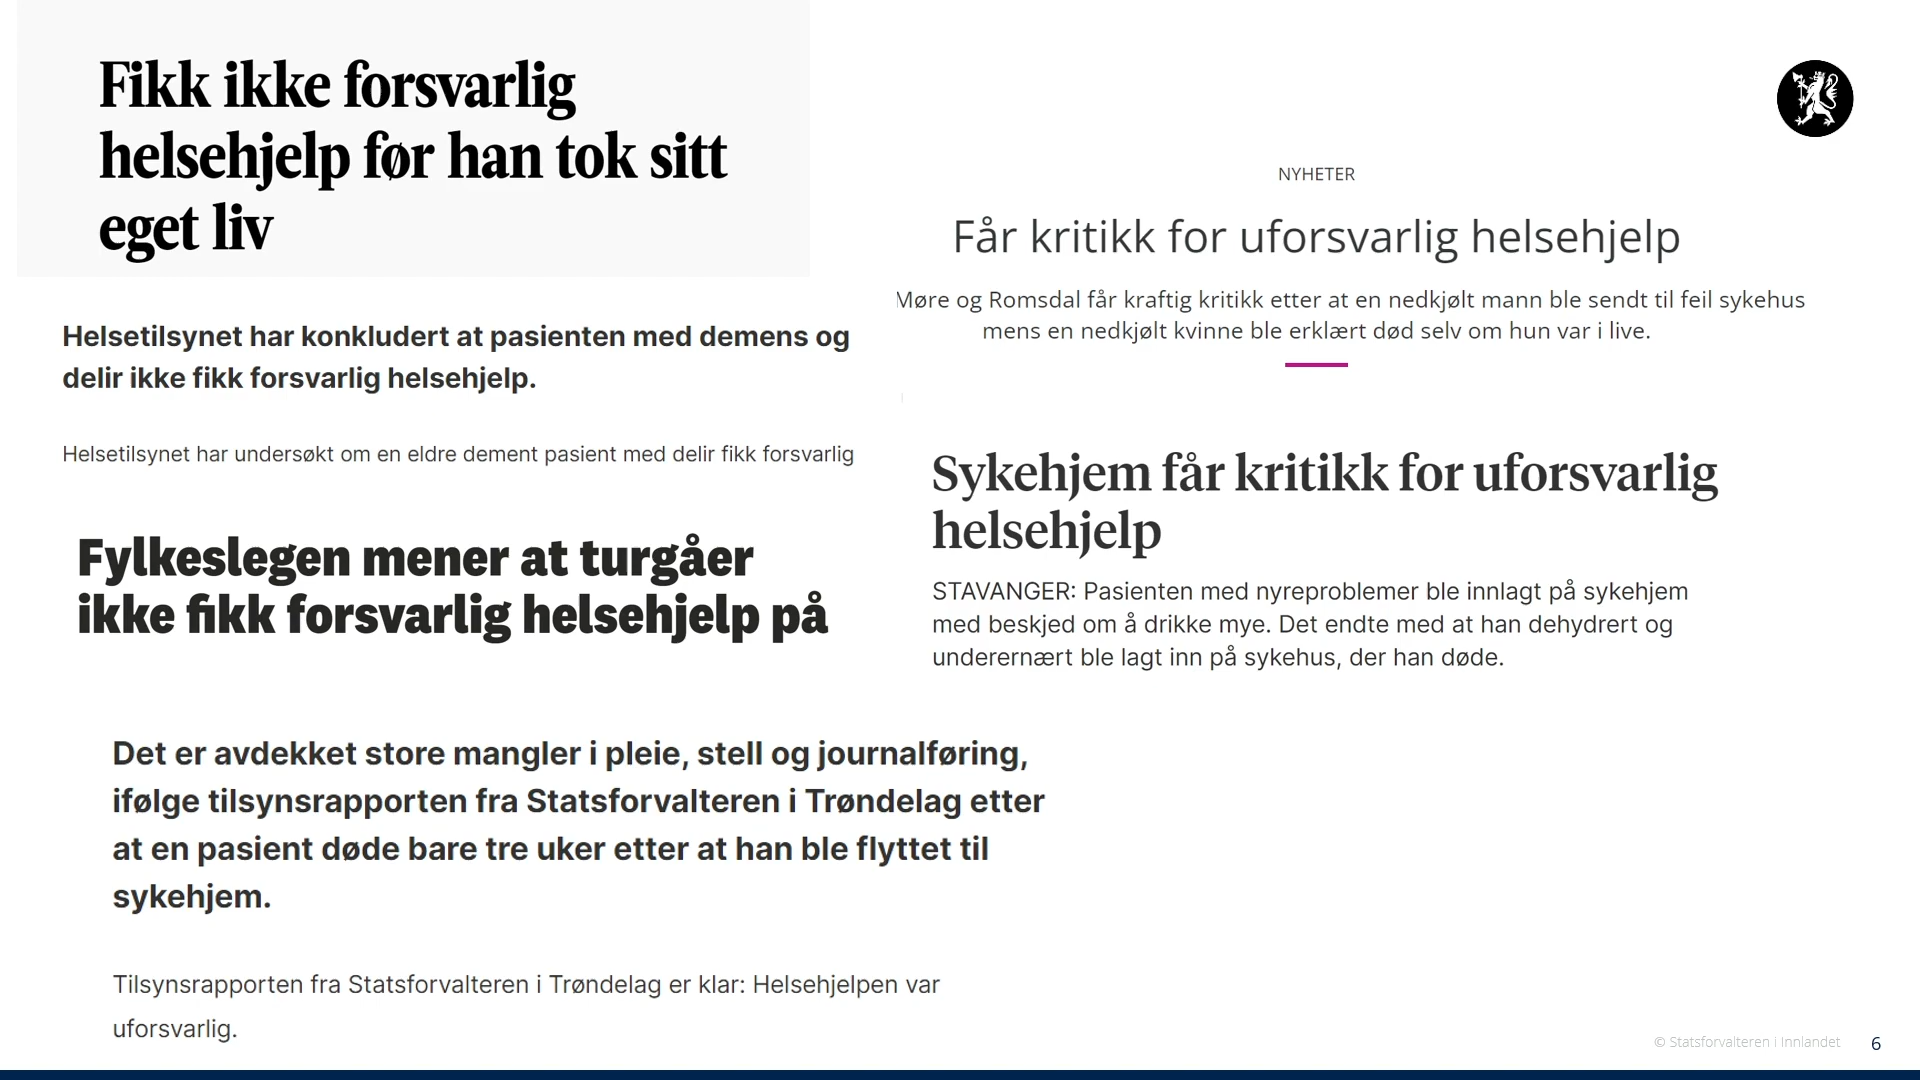 Fikk ikke forsvarlig
helsehjelp før han tok sitt
eget liv
Helsetilsynet har konkludert at pasienten med demens og
delir ikke fikk forsvarlig helsehjelp.
Helsetilsynet har undersøkt om en eldre dement pasient med delir fikk forsvarlig
Fylkeslegen mener at turgåer
ikke fikk forsvarlig helsehjelp på
NYHETER
Får kritikk for uforsvarlig helsehjelp
Møre og Romsdal får kraftig kritikk etter at en nedkjølt mann ble sendt til feil sykehus
mens en nedkjølt kvinne ble erklært død selv om hun var i live.
Sykehjem får kritikk for uforsvarlig
helsehjelp
STAVANGER: Pasienten med nyreproblemer ble innlagt på sykehjem
med beskjed om å drikke mye. Det endte med at han dehydrert og
underernært ble lagt inn på sykehus, der han døde.
Det er avdekket store mangler i pleie, stell og journalføring,
ifølge tilsynsrapporten fra Statsforvalteren i Trøndelag etter
at en pasient døde bare tre uker etter at han ble flyttet til
sykehjem.
Tilsynsrapporten fra Statsforvalteren i Trøndelag er klar: Helsehjelpen var
uforsvarlig.
© Statsforvalteren i Innlandet 6